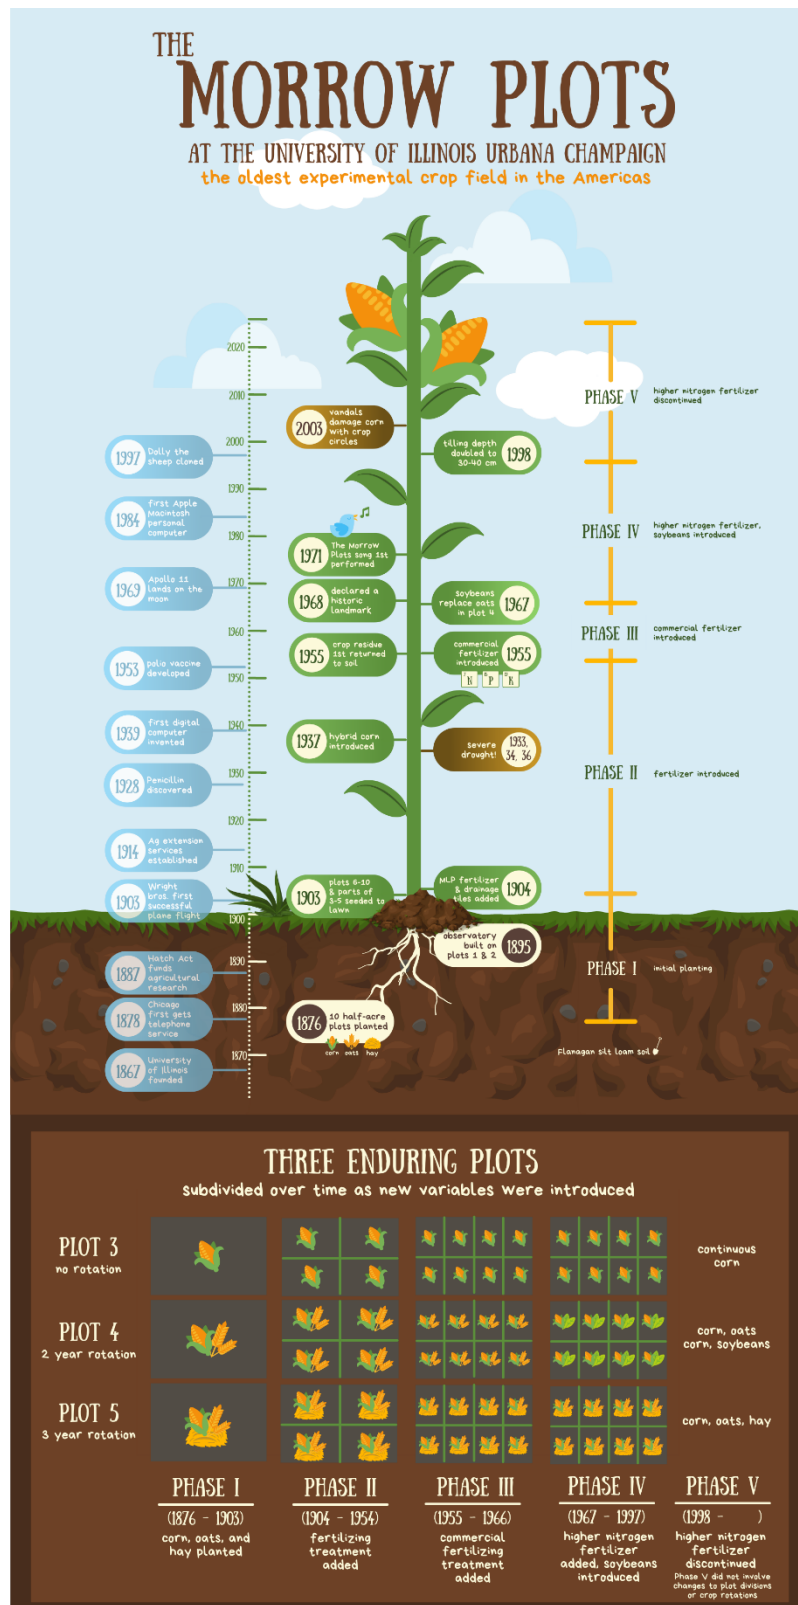 THE
MORROW PLOTS
AT THE UNIVERSITY OF ILLINOIS URBANA CHAMPAIGN
the oldest experimental crop field in the Americas
2020
2010
2000
1990
1980
1970
1960
1950
1940
1930
1920
1910
1900
1890
1880
1870
1997
Dolly the
sheep cloned
1984
first Apple
Macintosh
personal
computer
1969
Apollo 11
lands on the
moon
1953
polio vaccine
developed
1939
first digital
computer
invented
1928
Penicillin
discovered
1914
Ag extension
services
established
1903
Wright
bros. first
successful
plane flight
1887
Hatch Act
funds
agricultural
research
1878
Chicago
first gets
telephone
service
1867
University
of Illinois
founded
2003
vandals
damage corn
with crop
circles
1971
The Morrow
Plots song 1st
performed
1968
declared a
historic
landmark
1955
crop residue
1st returned
to soil
1937
hybrid corn
introduced
1903
plots 6-10
& parts of
3-5 seeded to
lawn
1876
10 half-acre
plots planted
corn oats hay
tilling depth
doubled to
30-40 cm
1998
soybeans
replace oats
in plot 4
1967
commercial
fertilizer
introduced
1955
N P K
severe
drought!
1933,
34, 36
MLP fertilizer
& drainage
tiles added
1904
observatory
built on
plots 1 & 2
1895
PHASE V
higher nitrogen fertilizer
discontinued
PHASE IV
higher nitrogen fertilizer,
soybeans introduced
PHASE III
commercial fertilizer
introduced
PHASE II
fertilizer introduced
PHASE I
initial planting
Flanagan silt loam soil
THREE ENDURING PLOTS
subdivided over time as new variables were introduced
PLOT 3
no rotation
continuous
corn
PLOT 4
2 year rotation
corn, oats
corn, soybeans
PLOT 5
3 year rotation
corn, oats, hay
PHASE I
(1876 - 1903)
corn, oats, and
hay planted
PHASE II
(1904 - 1954)
fertilizing
treatment
added
PHASE III
(1955 - 1966)
commercial
fertilizing
treatment
added
PHASE IV
(1967 - 1997)
higher nitrogen
fertilizer
added, soybeans
introduced
PHASE V
(1998 - )
higher nitrogen
fertilizer
discontinued
Phase V did not involve
changes to plot divisions
or crop rotations